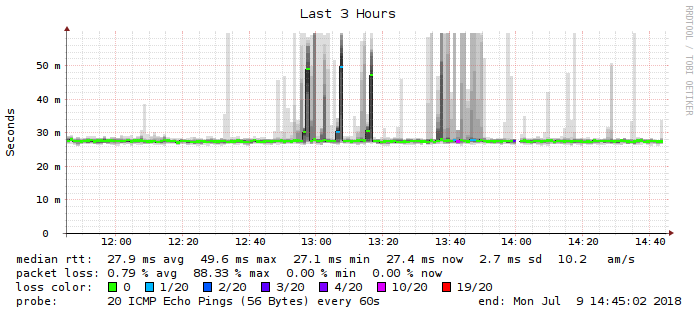 Last 3 Hours
RRDTOOL / TOBI OETIKER
Seconds
50 m
40 m
30 m
20 m
10 m
0
12:00 12:20 12:40 13:00 13:20 13:40 14:00 14:20 14:40
median rtt: 27.9 ms avg 49.6 ms max 27.1 ms min 27.4 ms now 2.7 ms sd 10.2 am/s
packet loss: 0.79 % avg 88.33 % max 0.00 % min 0.00 % now
loss color: 0 1/20 2/20 3/20 4/20 10/20 19/20
probe: 20 ICMP Echo Pings (56 Bytes) every 60s end: Mon Jul 9 14:45:02 2018